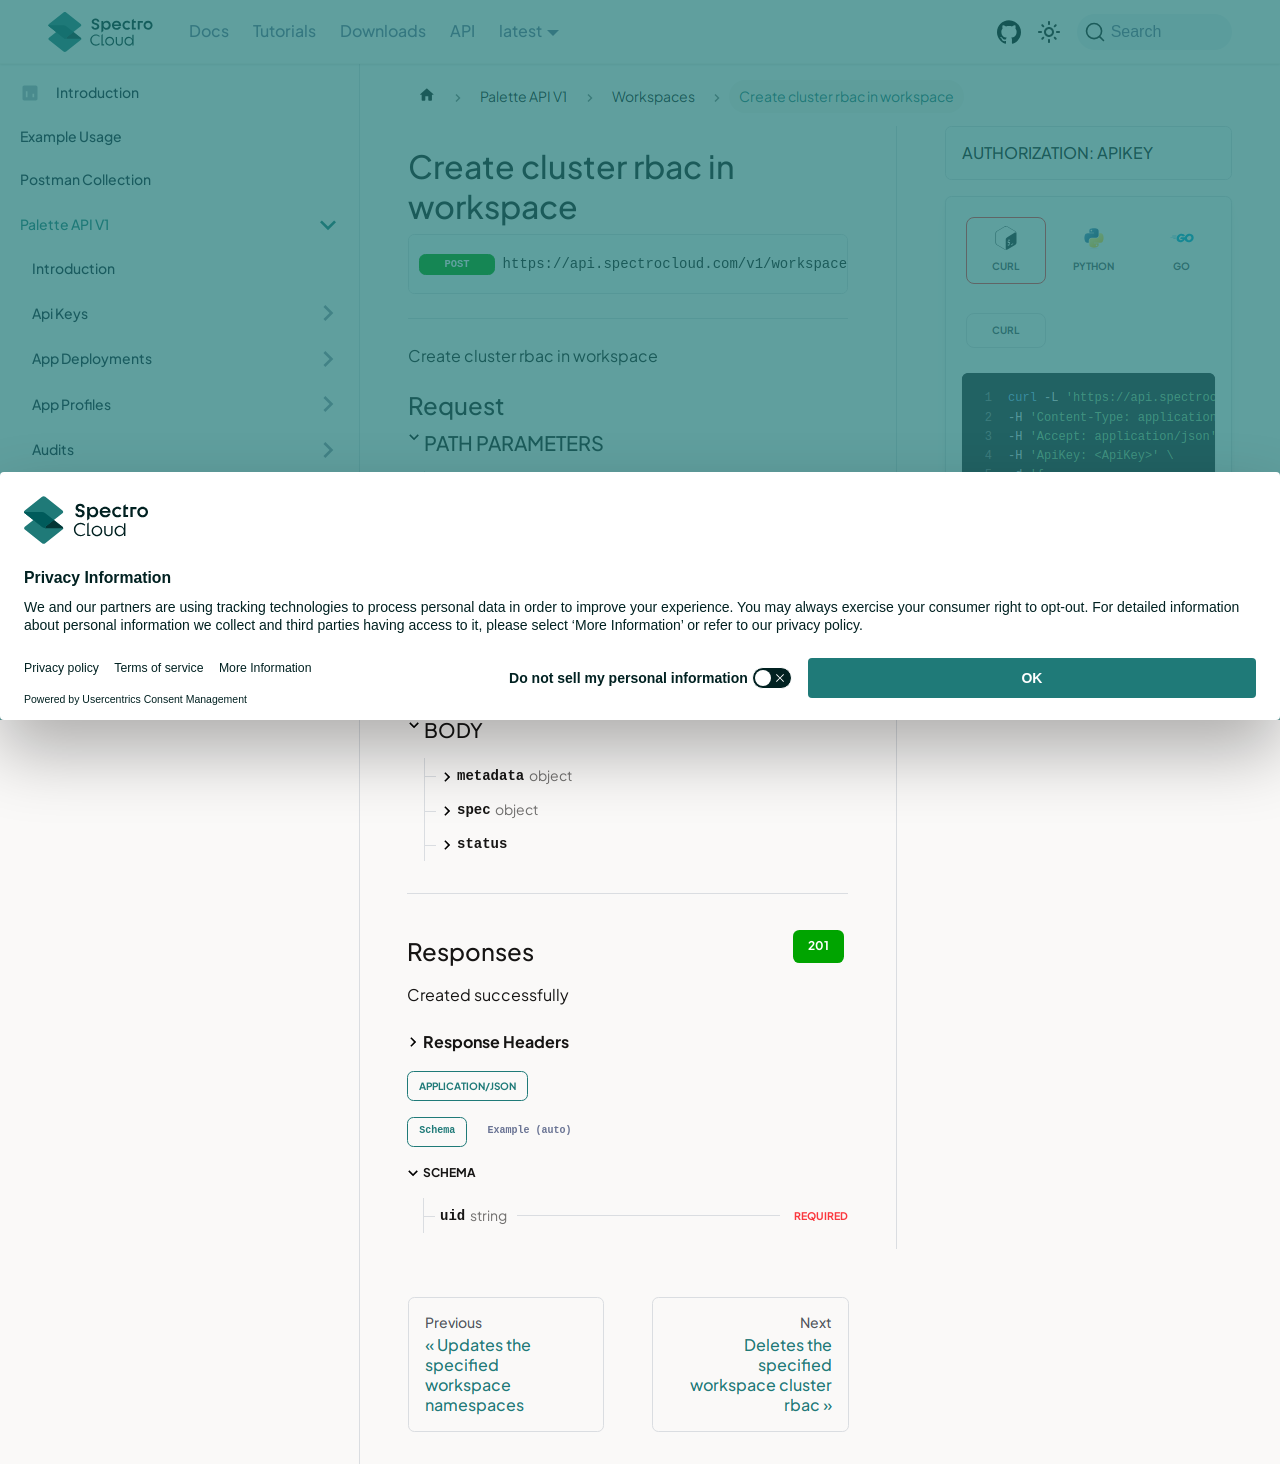 Spectro Cloud
Docs
Tutorials
Downloads
API
latest
Search
Introduction
Example Usage
Postman Collection
Palette API V1
Introduction
Api Keys
App Deployments
App Profiles
Audits
Palette API V1
Workspaces
Create cluster rbac in workspace
Create cluster rbac in
workspace
POST https://api.spectrocloud.com/v1/workspace
Create cluster rbac in workspace
Request
PATH PARAMETERS
AUTHORIZATION: APIKEY
CURL
PYTHON
GO
CURL
1 curl -L 'https://api.spectroc
2 -H 'Content-Type: application
3 -H 'Accept: application/json'
4 -H 'ApiKey: <ApiKey>' \
Spectro
Cloud
Privacy Information
We and our partners are using tracking technologies to process personal data in order to improve your experience. You may always exercise your consumer right to opt-out. For detailed information
about personal information we collect and third parties having access to it, please select ‘More Information’ or refer to our privacy policy.
Privacy policy
Terms of service
More Information
Powered by Usercentrics Consent Management
Do not sell my personal information
OK
BODY
metadata object
spec object
status
Responses
201
Created successfully
Response Headers
APPLICATION/JSON
Schema
Example (auto)
SCHEMA
uid string
REQUIRED
Previous
« Updates the
specified
workspace
namespaces
Next
Deletes the
specified
workspace cluster
rbac »